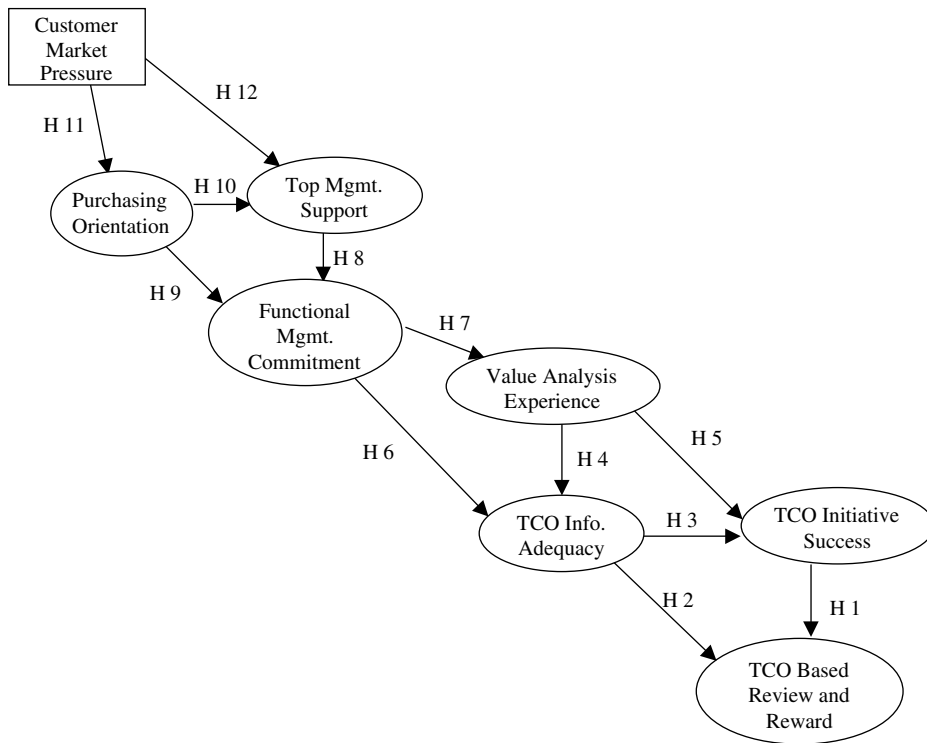 Customer
Market
Pressure
H 12
H 11
H 10
Top Mgmt.
Support
Purchasing
Orientation
H 8
H 9
Functional
Mgmt.
Commitment
H 7
Value Analysis
Experience
H 6
H 4
H 5
TCO Info.
Adequacy
H 3
TCO Initiative
Success
H 2
H 1
TCO Based
Review and
Reward